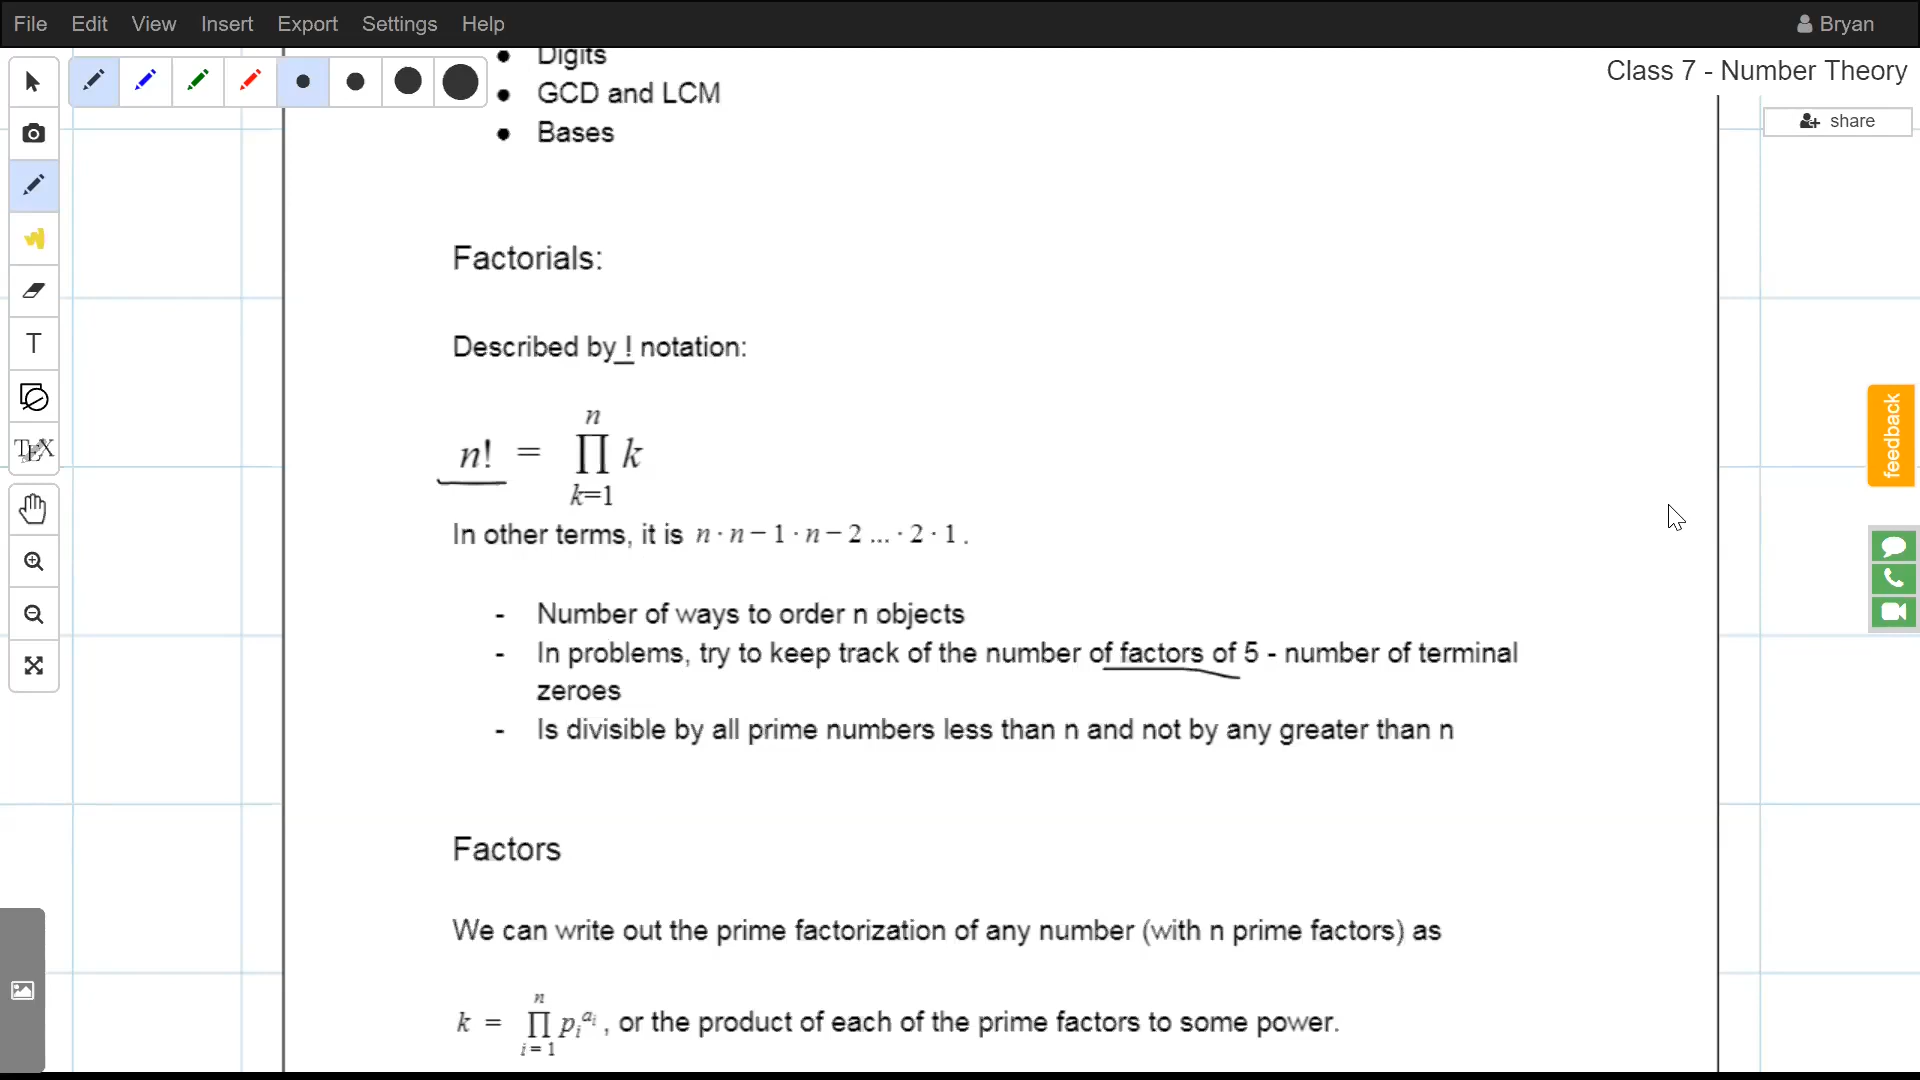 File Edit View Insert Export Settings Help Bryan
Class 7 - Number Theory
share
Digits
GCD and LCM
Bases
Factorials:
Described by ! notation:
n! = ∏ₖ₌₁ⁿ k
In other terms, it is n · n − 1 · n − 2 ... · 2 · 1 .
- Number of ways to order n objects
- In problems, try to keep track of the number of factors of 5 - number of terminal
zeroes
- Is divisible by all prime numbers less than n and not by any greater than n
Factors
We can write out the prime factorization of any number (with n prime factors) as
k = ∏ᵢ₌₁ⁿ pᵢ^aᵢ , or the product of each of the prime factors to some power.
T
TEX
feedback